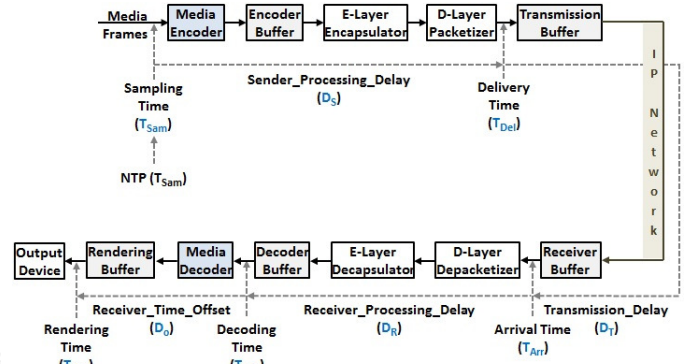 Media
Frames
Media
Encoder
Encoder
Buffer
E-Layer
Encapsulator
D-Layer
Packetizer
Transmission
Buffer
Sender_Processing_Delay
(DS)
Sampling
Time
(TSam)
Delivery
Time
(TDel)
NTP (TSam)
IP Network
Output
Device
Rendering
Buffer
Media
Decoder
Decoder
Buffer
E-Layer
Decapsulator
D-Layer
Depacketizer
Receiver
Buffer
Receiver_Time_Offset
(Do)
Receiver_Processing_Delay
(DR)
Transmission_Delay
(DT)
Rendering
Time
Decoding
Time
Arrival Time
(TArr)